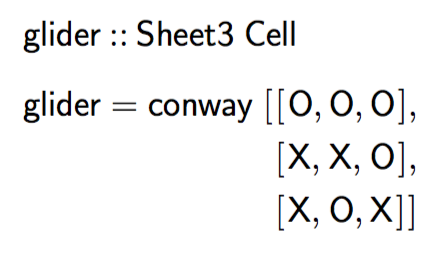 glider :: Sheet3 Cell
glider = conway [[O, O, O],
[X, X, O],
[X, O, X]]